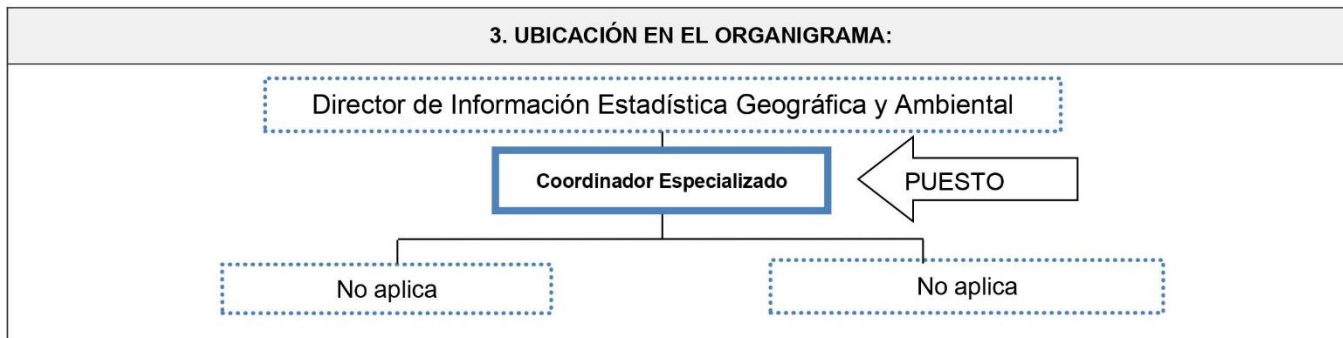 3. UBICACIÓN EN EL ORGANIGRAMA:
Director de Información Estadística Geográfica y Ambiental
Coordinador Especializado
PUESTO
No aplica
No aplica